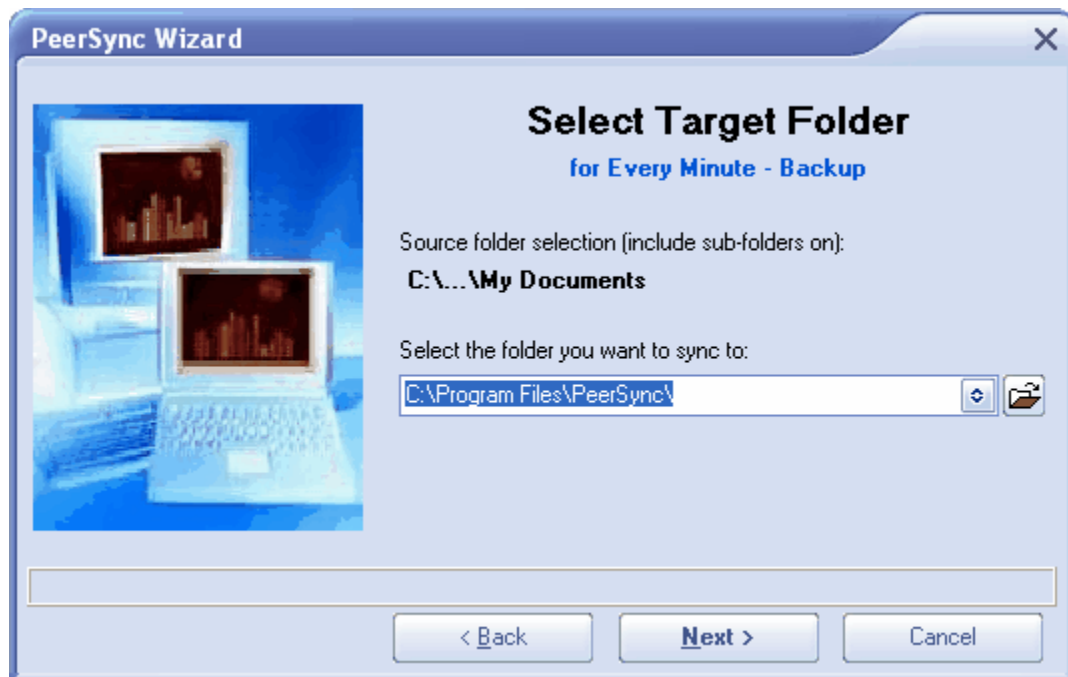 PeerSync Wizard
Select Target Folder
for Every Minute - Backup
Source folder selection (include sub-folders on):
C:\...\My Documents
Select the folder you want to sync to:
C:\Program Files\PeerSync\
< Back
Next >
Cancel